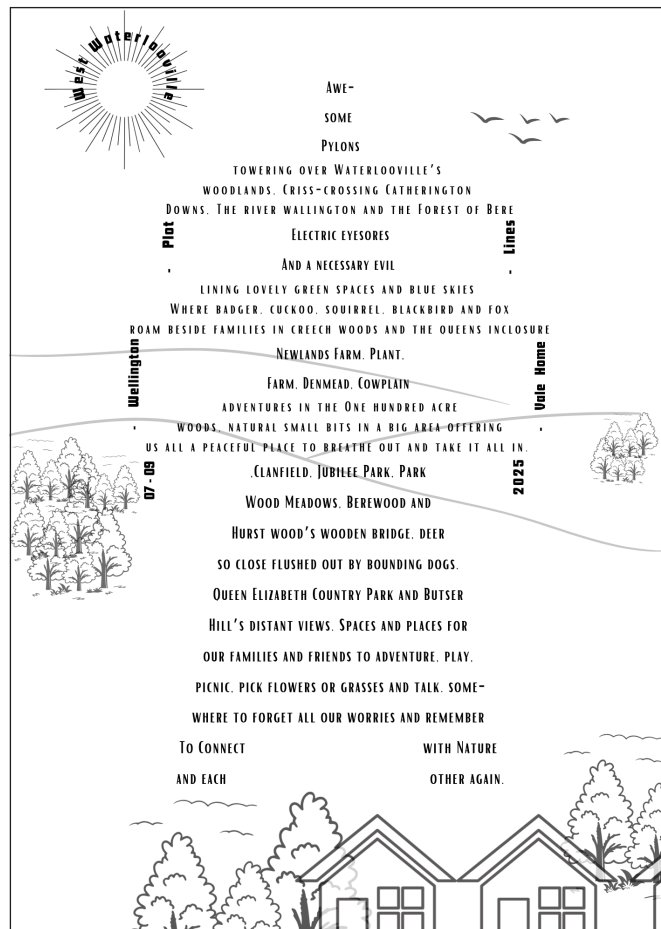 West Waterlooville
Awe-
some
Pylons
towering over Waterlooville's
woodlands. Criss-crossing Catherington
Downs. The river wallington and the Forest of Bere
Plot -
Lines -
Electric eyesores
And a necessary evil
lining lovely green spaces and blue skies
Where badger, cuckoo, squirrel, blackbird and fox
roam beside families in Creech Woods and the Queens Inclosure
Wellington -
Vale Home -
Newlands Farm. Plant.
Farm. Denmead. Cowplain
adventures in the One hundred acre
woods. natural small bits in a big area offering
us all a peaceful place to breathe out and take it all in.
07 - 09
2025
.Clanfield. Jubilee Park. Park
Wood Meadows. Berewood and
Hurst wood's wooden bridge. deer
so close flushed out by bounding dogs.
Queen Elizabeth Country Park and Butser
Hill's distant views. Spaces and places for
our families and friends to adventure, play,
picnic, pick flowers or grasses and talk. some-
where to forget all our worries and remember
To Connect with Nature
and each other again.